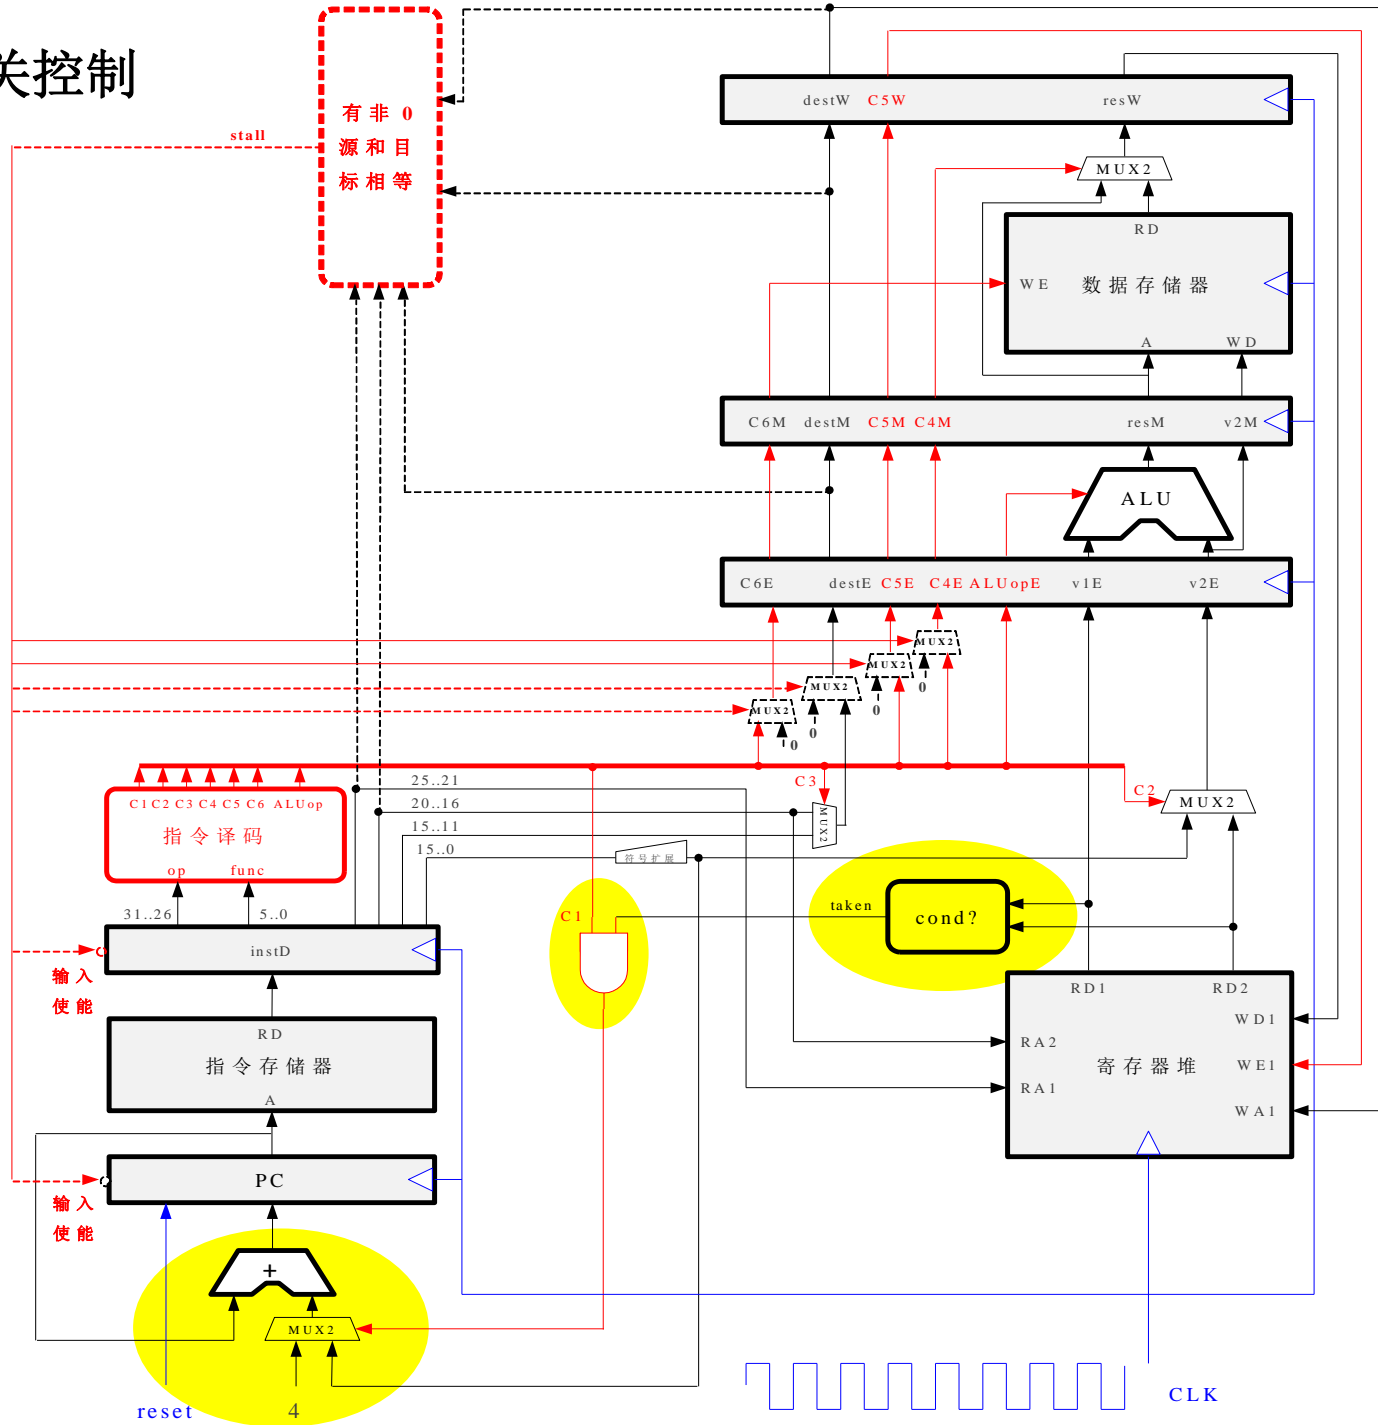 关控制
stall
有非 0
源和目
标相等
destW C5W resW
MUX2
RD
WE 数据存储器
A WD
C6M destM C5M C4M resM v2M
ALU
C6E destE C5E C4E ALUopE v1E v2E
MUX2
MUX2
MUX2
MUX2
0
0
0
0
C1 C2 C3 C4 C5 C6 ALUop
指令译码
op func
25..21
20..16
15..11
15..0
C3
MUX2
符号扩展
C2
MUX2
31..26 5..0
C1
taken
cond?
instD
输入
使能
RD
指令存储器
A
RD1 RD2
WD1
RA2
寄存器堆 WE1
RA1
WA1
PC
输入
使能
+
MUX2
reset
4
CLK